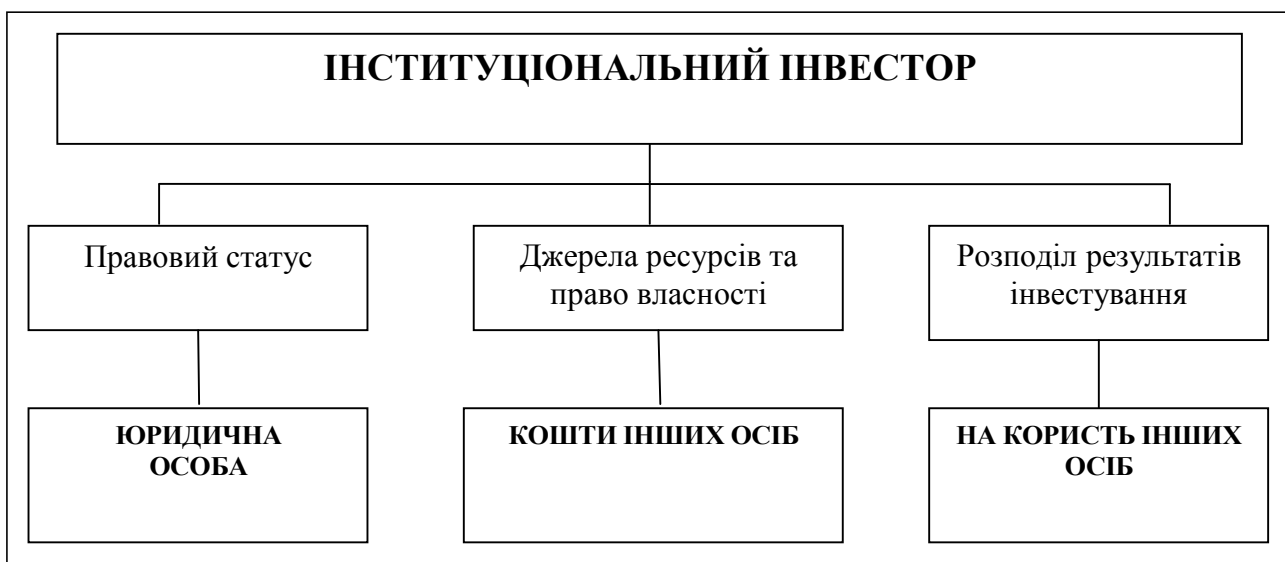 ІНСТИТУЦІОНАЛЬНИЙ ІНВЕСТОР
Правовий статус
Джерела ресурсів та
право власності
Розподіл результатів
інвестування
ЮРИДИЧНА
ОСОБА
КОШТИ ІНШИХ ОСІБ
НА КОРИСТЬ ІНШИХ
ОСІБ